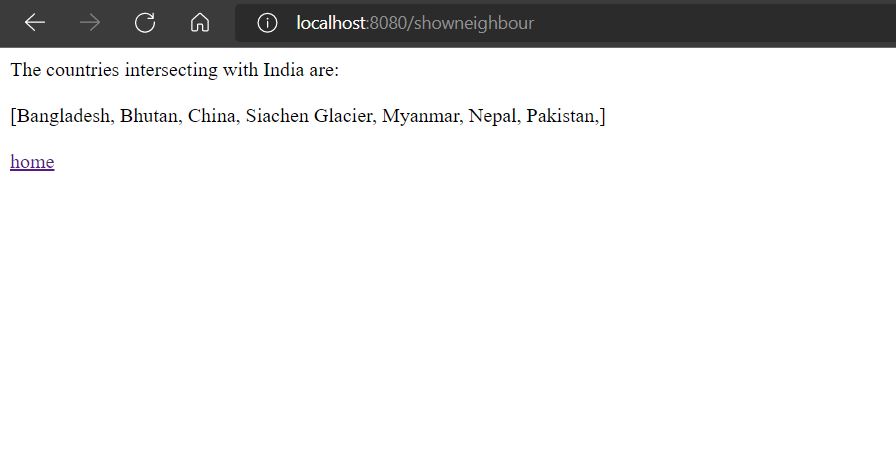 localhost:8080/showneighbour
The countries intersecting with India are:
[Bangladesh, Bhutan, China, Siachen Glacier, Myanmar, Nepal, Pakistan,]
home